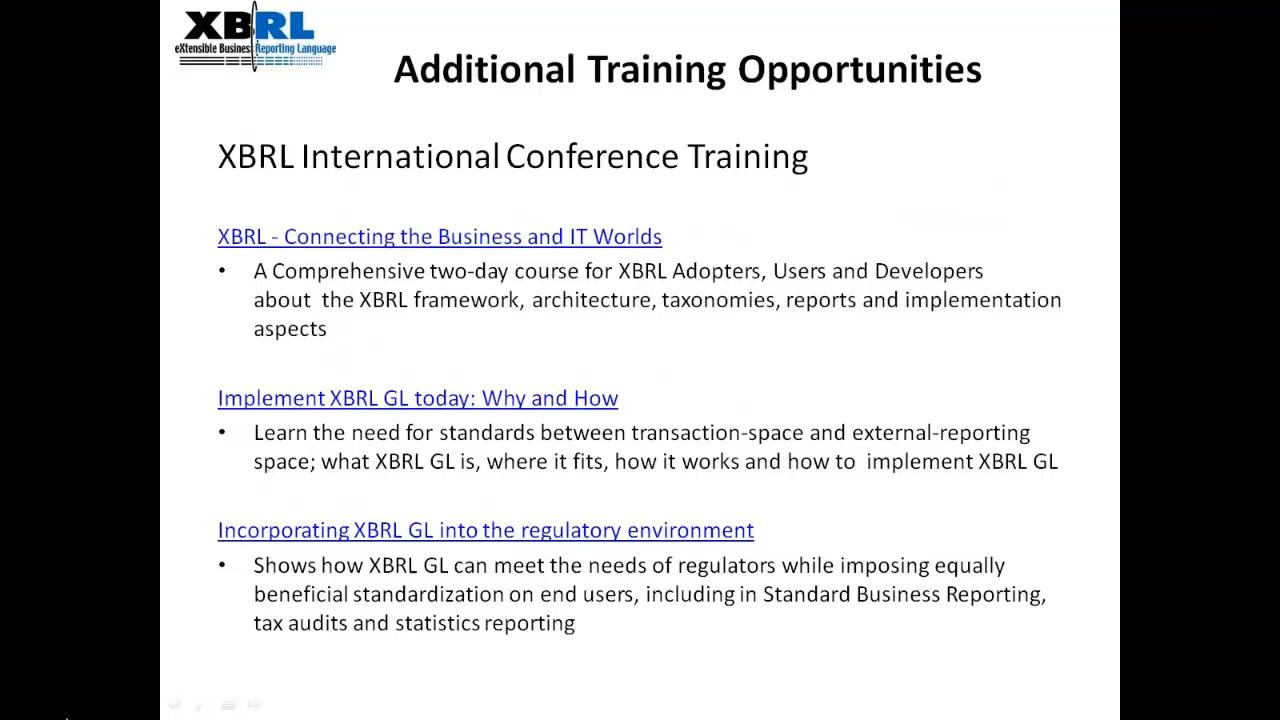 XBRL
eXtensible Business Reporting Language
Additional Training Opportunities
XBRL International Conference Training
XBRL - Connecting the Business and IT Worlds
• A Comprehensive two-day course for XBRL Adopters, Users and Developers
about the XBRL framework, architecture, taxonomies, reports and implementation
aspects
Implement XBRL GL today: Why and How
• Learn the need for standards between transaction-space and external-reporting
space; what XBRL GL is, where it fits, how it works and how to implement XBRL GL
Incorporating XBRL GL into the regulatory environment
• Shows how XBRL GL can meet the needs of regulators while imposing equally
beneficial standardization on end users, including in Standard Business Reporting,
tax audits and statistics reporting